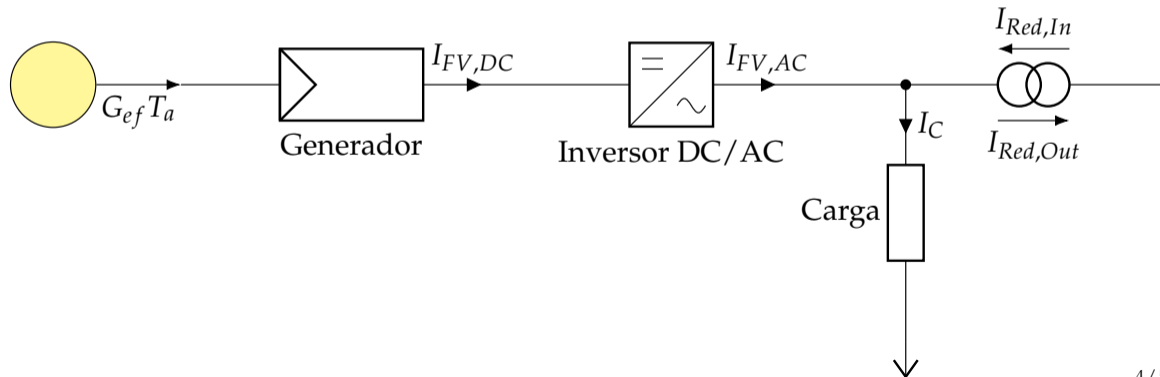 I_{Red,In}
I_{FV,DC}
I_{FV,AC}
G_{ef}T_a
I_C
Generador
Inversor DC/AC
I_{Red,Out}
Carga